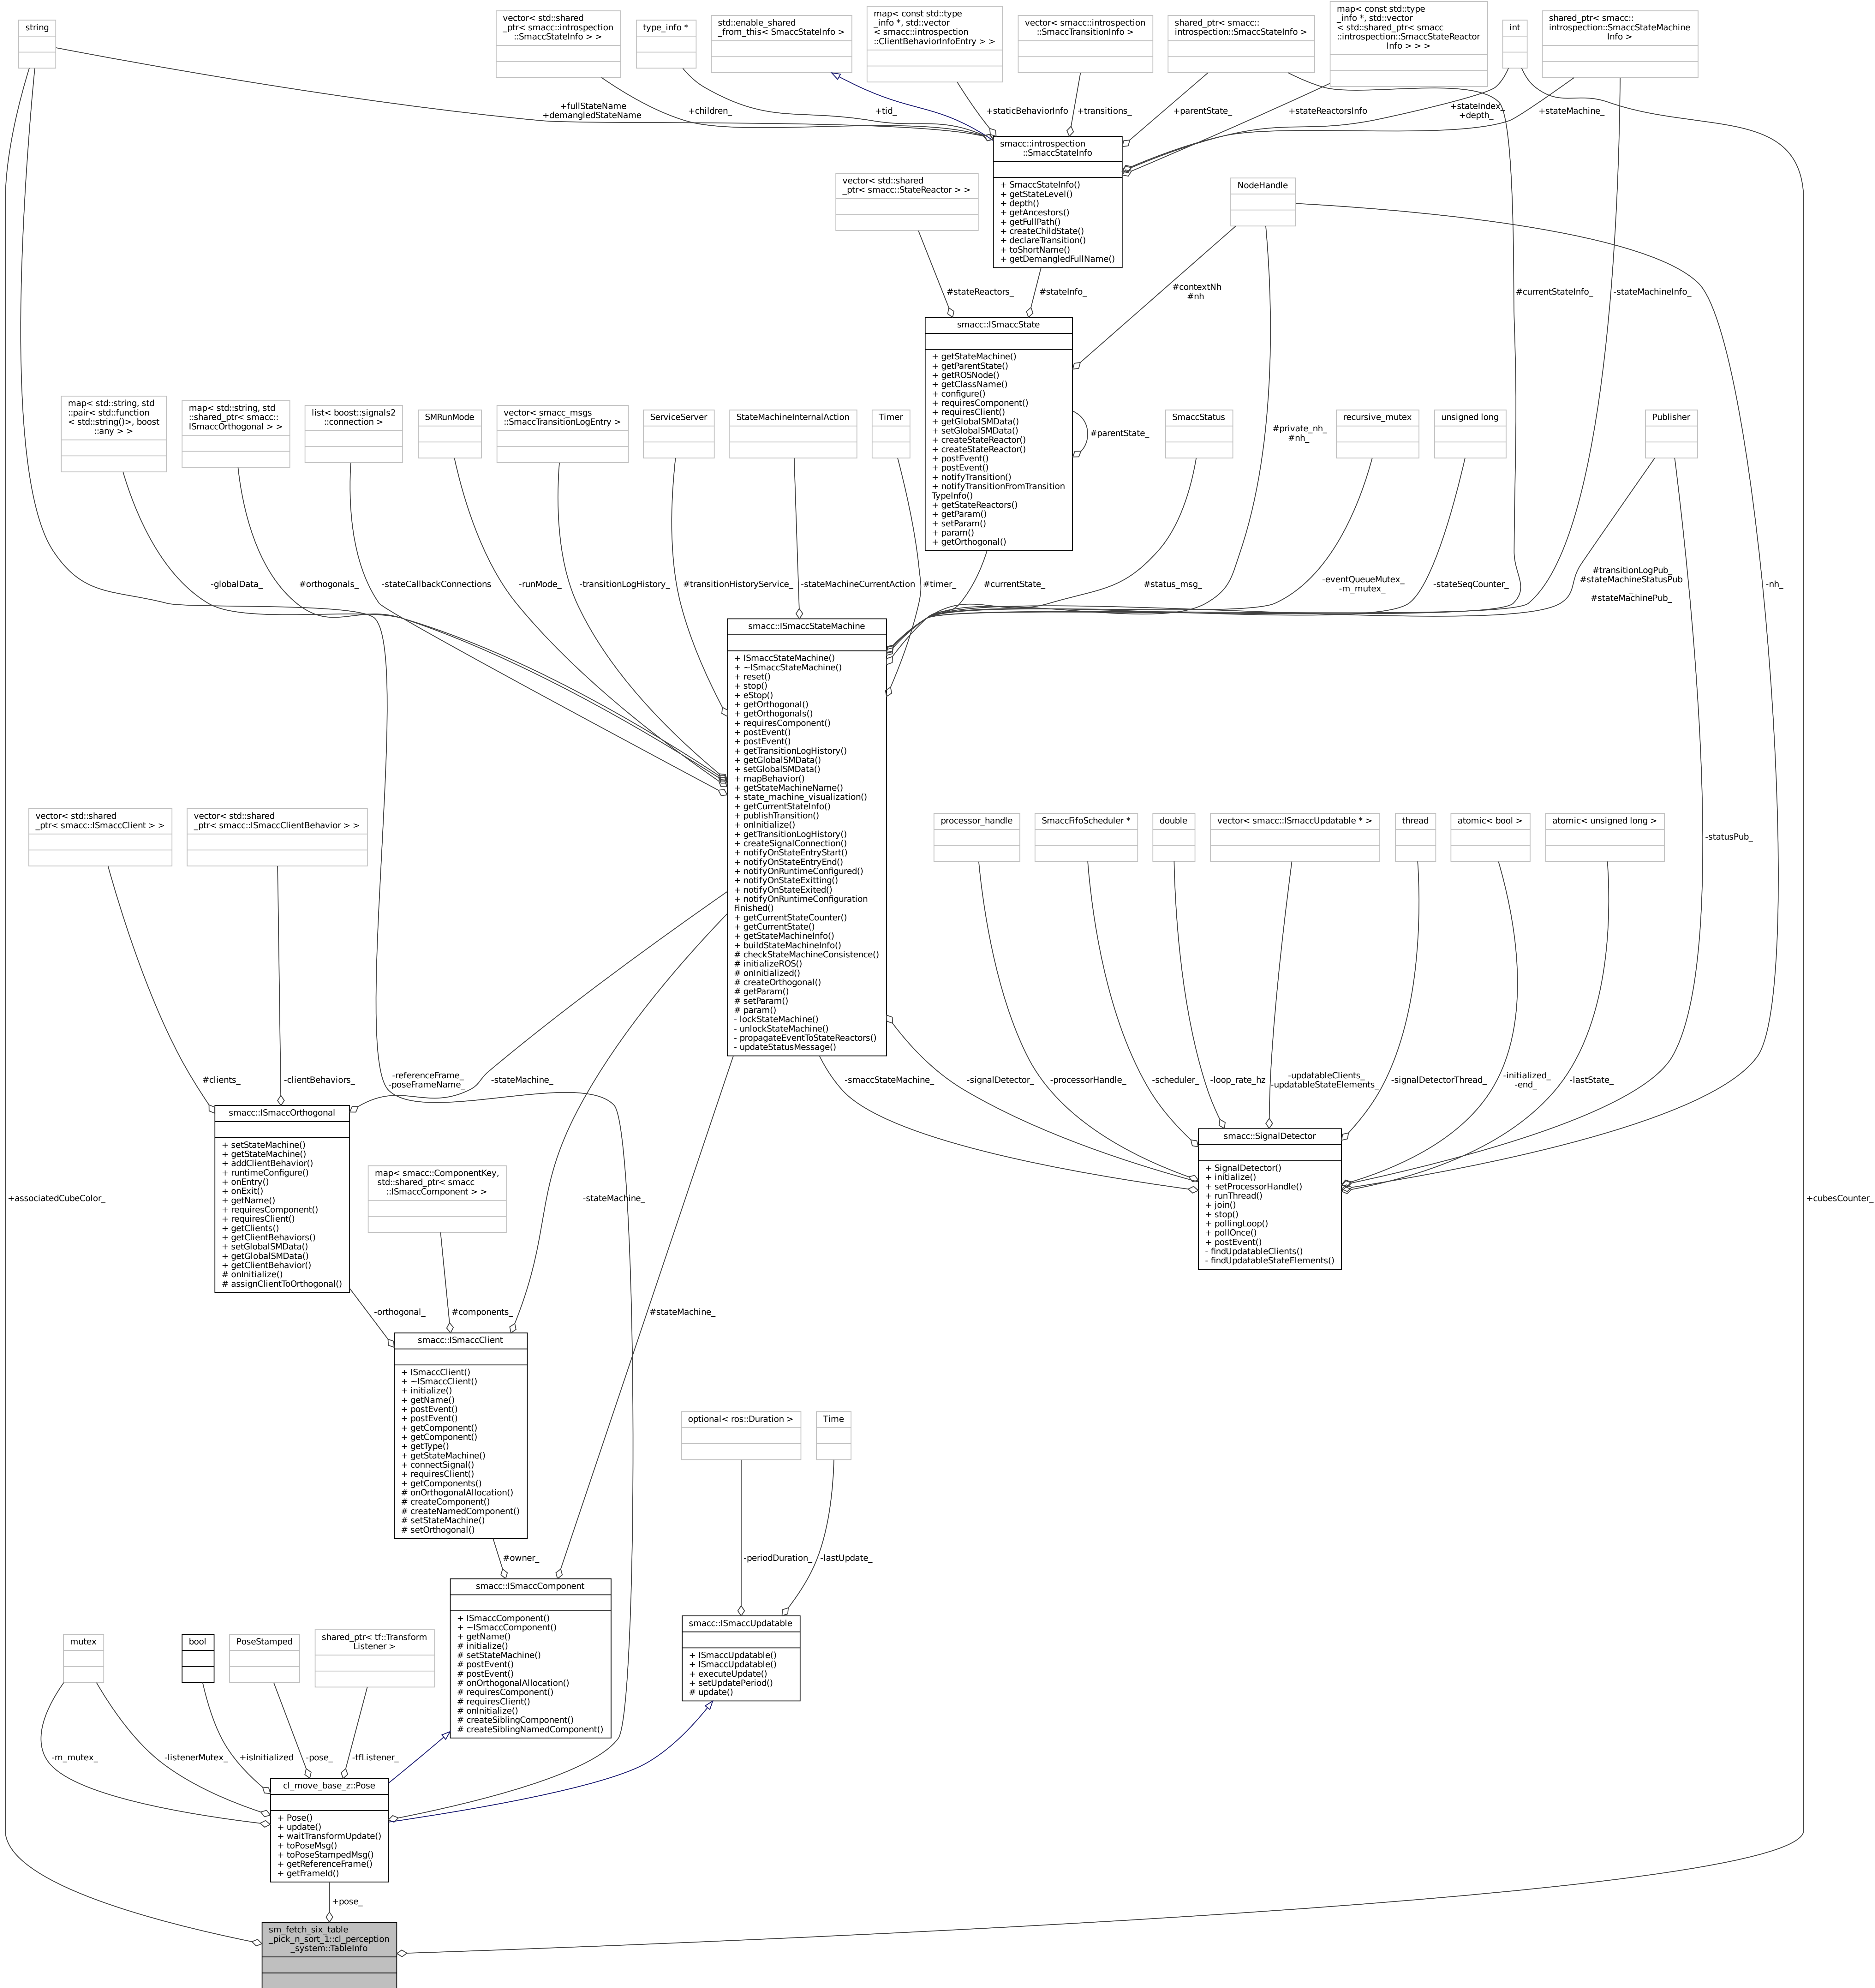 string
vector< std::shared
_ptr< smacc::introspection
::SmaccStateInfo > >
type_info *
std::enable_shared
_from_this< SmaccStateInfo >
map< const std::type
_info *, std::vector
< smacc::introspection
::ClientBehaviorInfoEntry > >
vector< smacc::introspection
::SmaccTransitionInfo >
shared_ptr< smacc::
introspection::SmaccStateInfo >
map< const std::type
_info *, std::vector
< std::shared_ptr< smacc
::introspection::SmaccStateReactor
Info > > >
int
shared_ptr< smacc::
introspection::SmaccStateMachine
Info >
+fullStateName
+demangledStateName
+children_
+tid_
+staticBehaviorInfo
+transitions_
+parentState_
+stateReactorsInfo
+stateIndex_
+depth_
+stateMachine_
smacc::introspection
::SmaccStateInfo
+ SmaccStateInfo()
+ getStateLevel()
+ depth()
+ getAncestors()
+ getFullPath()
+ createChildState()
+ declareTransition()
+ toShortName()
+ getDemangledFullName()
vector< std::shared
_ptr< smacc::StateReactor > >
NodeHandle
#stateReactors_
#stateInfo_
#contextNh
#nh
#currentStateInfo_
-stateMachineInfo_
smacc::ISmaccState
+ getStateMachine()
+ getParentState()
+ getROSNode()
+ getClassName()
+ configure()
+ requiresComponent()
+ requiresClient()
+ getGlobalSMData()
+ setGlobalSMData()
+ createStateReactor()
+ createStateReactor()
+ postEvent()
+ postEvent()
+ notifyTransition()
+ notifyTransitionFromTransition
TypeInfo()
+ getStateReactors()
+ getParam()
+ setParam()
+ param()
+ getOrthogonal()
#parentState_
#private_nh_
#nh_
map< std::string, std
::pair< std::function
< std::string()>, boost
::any > >
map< std::string, std
::shared_ptr< smacc::
ISmaccOrthogonal > >
list< boost::signals2
::connection >
SMRunMode
vector< smacc_msgs
::SmaccTransitionLogEntry >
ServiceServer
StateMachineInternalAction
Timer
SmaccStatus
recursive_mutex
unsigned long
Publisher
-globalData_
#orthogonals_
-stateCallbackConnections
-runMode_
-transitionLogHistory_
#transitionHistoryService_
-stateMachineCurrentAction
#timer_
#currentState_
#status_msg_
-eventQueueMutex_
-m_mutex_
-stateSeqCounter_
#transitionLogPub_
#stateMachineStatusPub
_
#stateMachinePub_
-nh_
smacc::ISmaccStateMachine
+ ISmaccStateMachine()
+ ~ISmaccStateMachine()
+ reset()
+ stop()
+ eStop()
+ getOrthogonal()
+ getOrthogonals()
+ requiresComponent()
+ postEvent()
+ postEvent()
+ getTransitionLogHistory()
+ getGlobalSMData()
+ setGlobalSMData()
+ mapBehavior()
+ getStateMachineName()
+ state_machine_visualization()
+ getCurrentStateInfo()
+ publishTransition()
+ onInitialize()
+ getTransitionLogHistory()
+ createSignalConnection()
+ notifyOnStateEntryStart()
+ notifyOnStateEntryEnd()
+ notifyOnRuntimeConfigured()
+ notifyOnStateExitting()
+ notifyOnStateExited()
+ notifyOnRuntimeConfiguration
Finished()
+ getCurrentStateCounter()
+ getCurrentState()
+ getStateMachineInfo()
+ buildStateMachineInfo()
# checkStateMachineConsistence()
# initializeROS()
# onInitialized()
# createOrthogonal()
# getParam()
# setParam()
# param()
- lockStateMachine()
- unlockStateMachine()
- propagateEventToStateReactors()
- updateStatusMessage()
vector< std::shared
_ptr< smacc::ISmaccClient > >
vector< std::shared
_ptr< smacc::ISmaccClientBehavior > >
processor_handle
SmaccFifoScheduler *
double
vector< smacc::ISmaccUpdatable * >
thread
atomic< bool >
atomic< unsigned long >
-statusPub_
#clients_
-clientBehaviors_
-referenceFrame_
-poseFrameName_
-stateMachine_
-smaccStateMachine_
-signalDetector_
-processorHandle_
-scheduler_
-loop_rate_hz
-updatableClients_
-updatableStateElements_
-signalDetectorThread_
-initialized_
-end_
-lastState_
smacc::ISmaccOrthogonal
+ setStateMachine()
+ getStateMachine()
+ addClientBehavior()
+ runtimeConfigure()
+ onEntry()
+ onExit()
+ getName()
+ requiresComponent()
+ requiresClient()
+ getClients()
+ getClientBehaviors()
+ setGlobalSMData()
+ getGlobalSMData()
+ getClientBehavior()
# onInitialize()
# assignClientToOrthogonal()
smacc::SignalDetector
+ SignalDetector()
+ initialize()
+ setProcessorHandle()
+ runThread()
+ join()
+ stop()
+ pollingLoop()
+ pollOnce()
+ postEvent()
- findUpdatableClients()
- findUpdatableStateElements()
map< smacc::ComponentKey,
std::shared_ptr< smacc
::ISmaccComponent > >
+associatedCubeColor_
-stateMachine_
+cubesCounter_
-orthogonal_
#components_
#stateMachine_
smacc::ISmaccClient
+ ISmaccClient()
+ ~ISmaccClient()
+ initialize()
+ getName()
+ postEvent()
+ postEvent()
+ getComponent()
+ getComponent()
+ getType()
+ getStateMachine()
+ connectSignal()
+ requiresClient()
+ getComponents()
# onOrthogonalAllocation()
# createComponent()
# createNamedComponent()
# setStateMachine()
# setOrthogonal()
optional< ros::Duration >
Time
#owner_
-periodDuration_
-lastUpdate_
smacc::ISmaccComponent
+ ISmaccComponent()
+ ~ISmaccComponent()
+ getName()
# initialize()
# setStateMachine()
# postEvent()
# postEvent()
# onOrthogonalAllocation()
# requiresComponent()
# requiresClient()
# onInitialize()
# createSiblingComponent()
# createSiblingNamedComponent()
smacc::ISmaccUpdatable
+ ISmaccUpdatable()
+ ISmaccUpdatable()
+ executeUpdate()
+ setUpdatePeriod()
# update()
mutex
bool
PoseStamped
shared_ptr< tf::Transform
Listener >
-m_mutex_
-listenerMutex_
+isInitialized
-pose_
-tfListener_
cl_move_base_z::Pose
+ Pose()
+ update()
+ waitTransformUpdate()
+ toPoseMsg()
+ toPoseStampedMsg()
+ getReferenceFrame()
+ getFrameId()
+pose_
sm_fetch_six_table
_pick_n_sort_1::cl_perception
_system::TableInfo